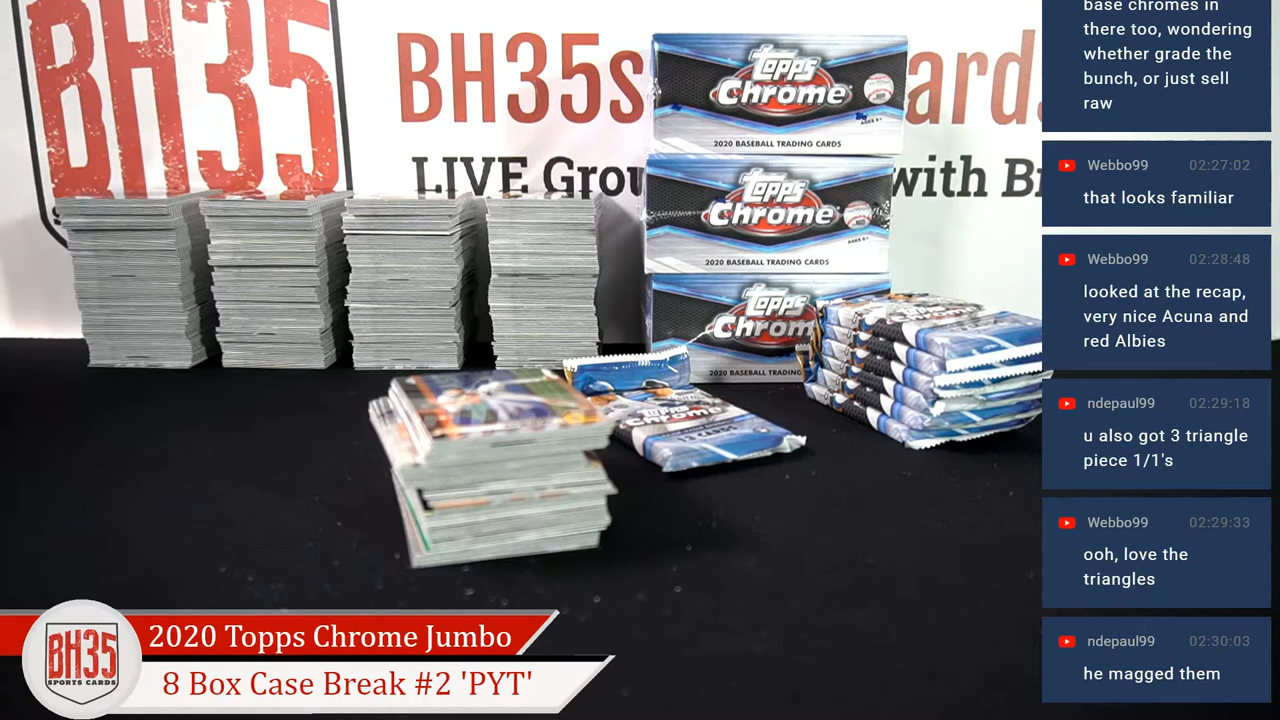 BH35
BH35s
ard
LIVE Grou
with Br
Topps
Chrome
2020 BASEBALL TRADING CARDS
Topps
Chrome
2020 BASEBALL TRADING CARDS
Topps
Chrom
2020 BASEBALL TRADING
Chrome
base chromes in
there too, wondering
whether grade the
bunch, or just sell
raw
Webbo99 02:27:02
that looks familiar
Webbo99 02:28:48
looked at the recap,
very nice Acuna and
red Albies
ndepaul99 02:29:18
u also got 3 triangle
piece 1/1's
Webbo99 02:29:33
ooh, love the
triangles
ndepaul99 02:30:03
he magged them
BH35
SPORTS CARDS
2020 Topps Chrome Jumbo
8 Box Case Break #2 'PYT'